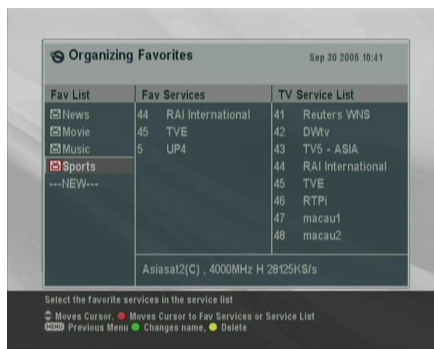 Organizing Favorites
Sep 30 2005 10:41
Fav List
Fav Services
TV Service List
News
Movie
Music
Sports
---NEW---
44 RAI International
45 TVE
5 UP4
41 Reuters WNS
42 DWtv
43 TV5 - ASIA
44 RAI International
45 TVE
46 RTPi
47 macau1
48 macau2
Asiasat2(C) , 4000MHz H 28125KS/s
Select the favorite services in the service list
Moves Cursor. Moves Cursor to Fav Services or Service List
MENU Previous Menu Changes name, Delete